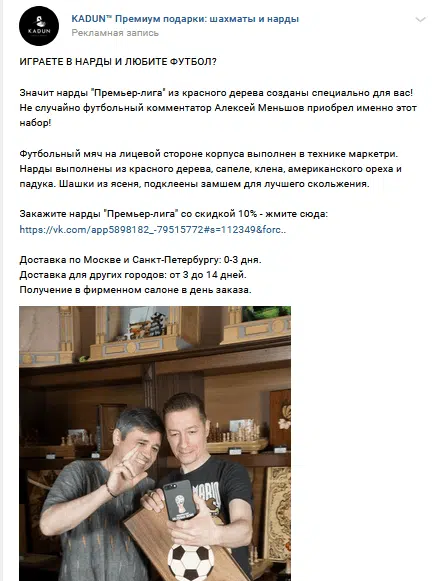 KADUN
KADUN™ Премиум подарки: шахматы и нарды
Рекламная запись
ИГРАЕТЕ В НАРДЫ И ЛЮБИТЕ ФУТБОЛ?
Значит нарды "Премьер-лига" из красного дерева созданы специально для вас!
Не случайно футбольный комментатор Алексей Меньшов приобрел именно этот
набор!
Футбольный мяч на лицевой стороне корпуса выполнен в технике маркетри.
Нарды выполнены из красного дерева, сапеле, клена, американского ореха и
падука. Шашки из ясеня, подклеены замшем для лучшего скольжения.
Закажите нарды "Премьер-лига" со скидкой 10% - жмите сюда:
https://vk.com/app5898182_-79515772#s=112349&forc..
Доставка по Москве и Санкт-Петербургу: 0-3 дня.
Доставка для других городов: от 3 до 14 дней.
Получение в фирменном салоне в день заказа.